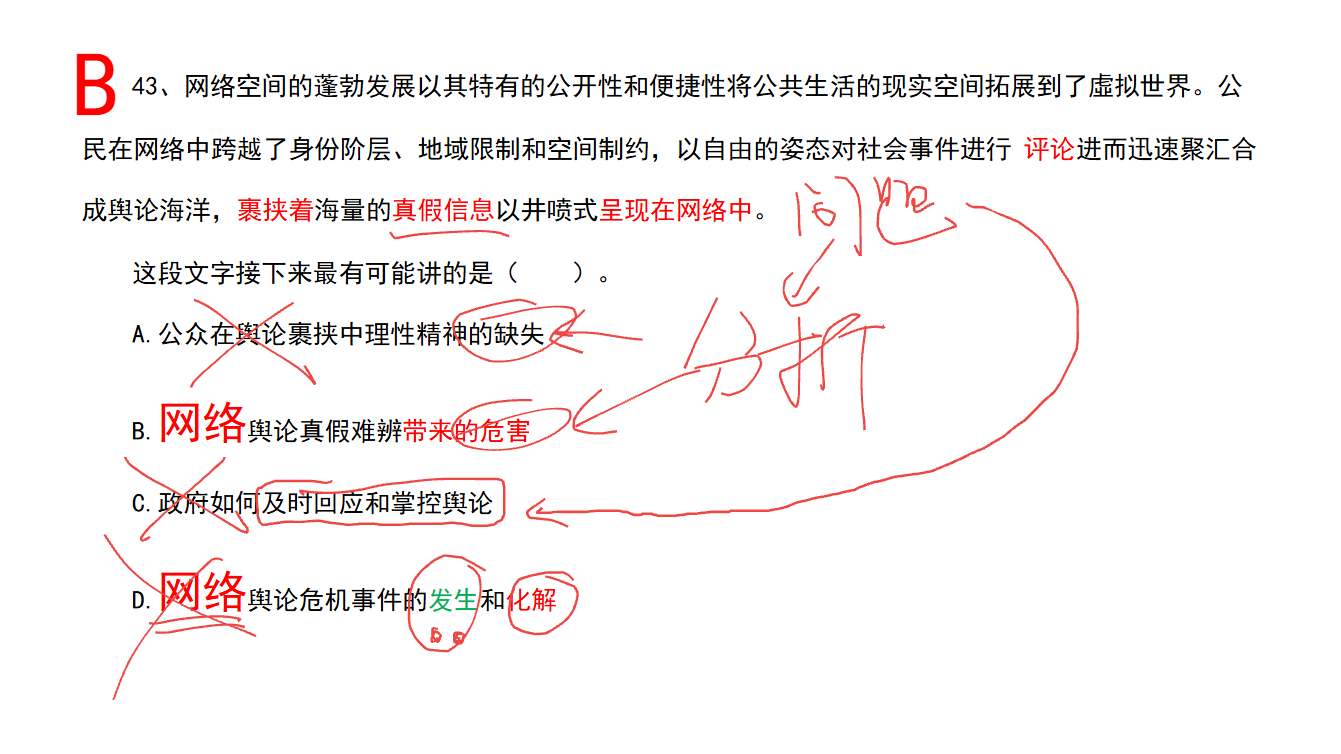 B 43、网络空间的蓬勃发展以其特有的公开性和便捷性将公共生活的现实空间拓展到了虚拟世界。公
民在网络中跨越了身份阶层、地域限制和空间制约，以自由的姿态对社会事件进行 评论进而迅速聚汇合
成舆论海洋，裹挟着海量的真假信息以井喷式呈现在网络中。
问题
这段文字接下来最有可能讲的是（ ）。
A.公众在舆论裹挟中理性精神的缺失
分析
B.网络舆论真假难辨带来的危害
C.政府如何及时回应和掌控舆论
D.网络舆论危机事件的发生和化解